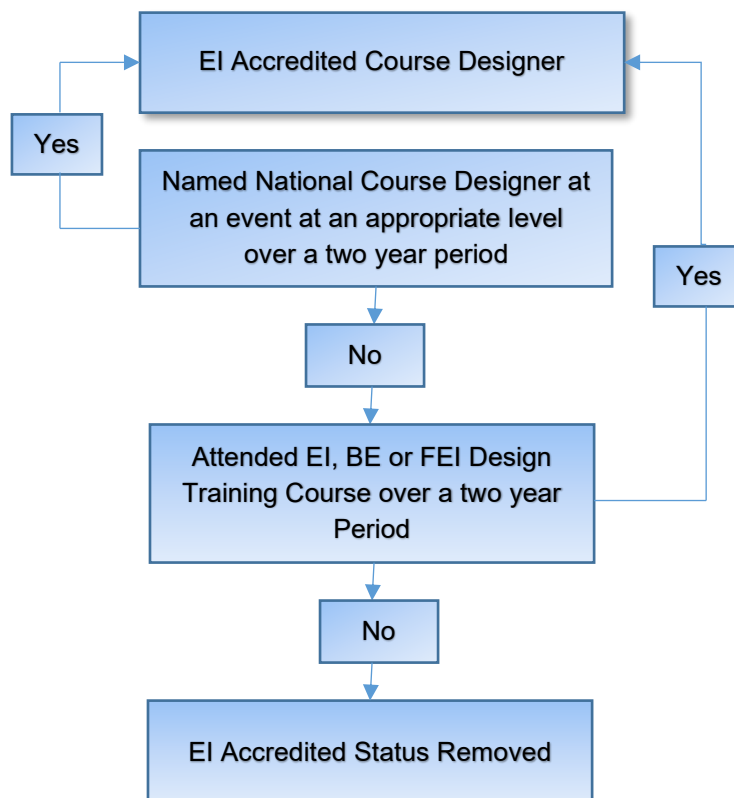 EI Accredited Course Designer
Yes
Named National Course Designer at
an event at an appropriate level
over a two year period
Yes
No
Attended EI, BE or FEI Design
Training Course over a two year
Period
No
EI Accredited Status Removed